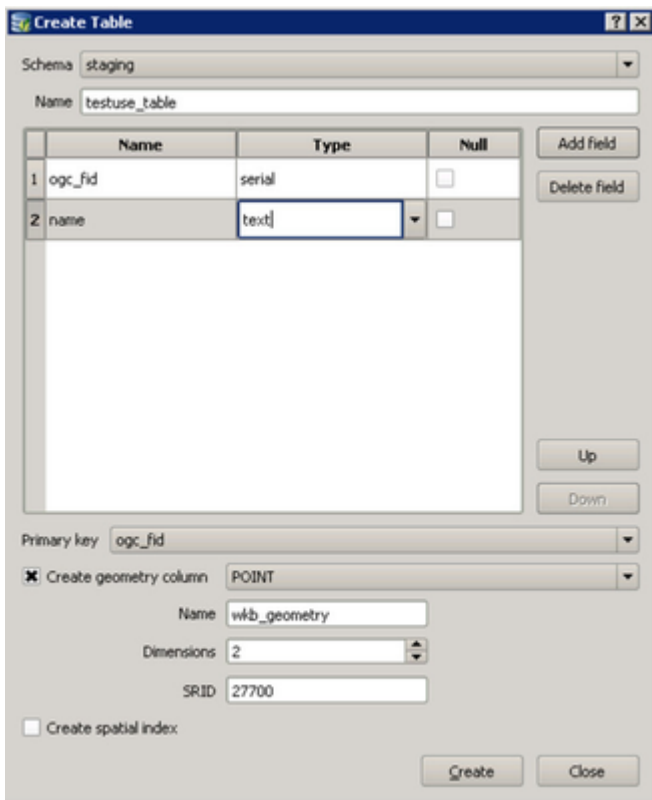 Create Table
Schema staging
Name testuse_table
Name Type Null Add field
1 ogc_fid serial Delete field
2 name text
Up
Down
Primary key ogc_fid
Create geometry column POINT
Name wkb_geometry
Dimensions 2
SRID 27700
Create spatial index
Create Close